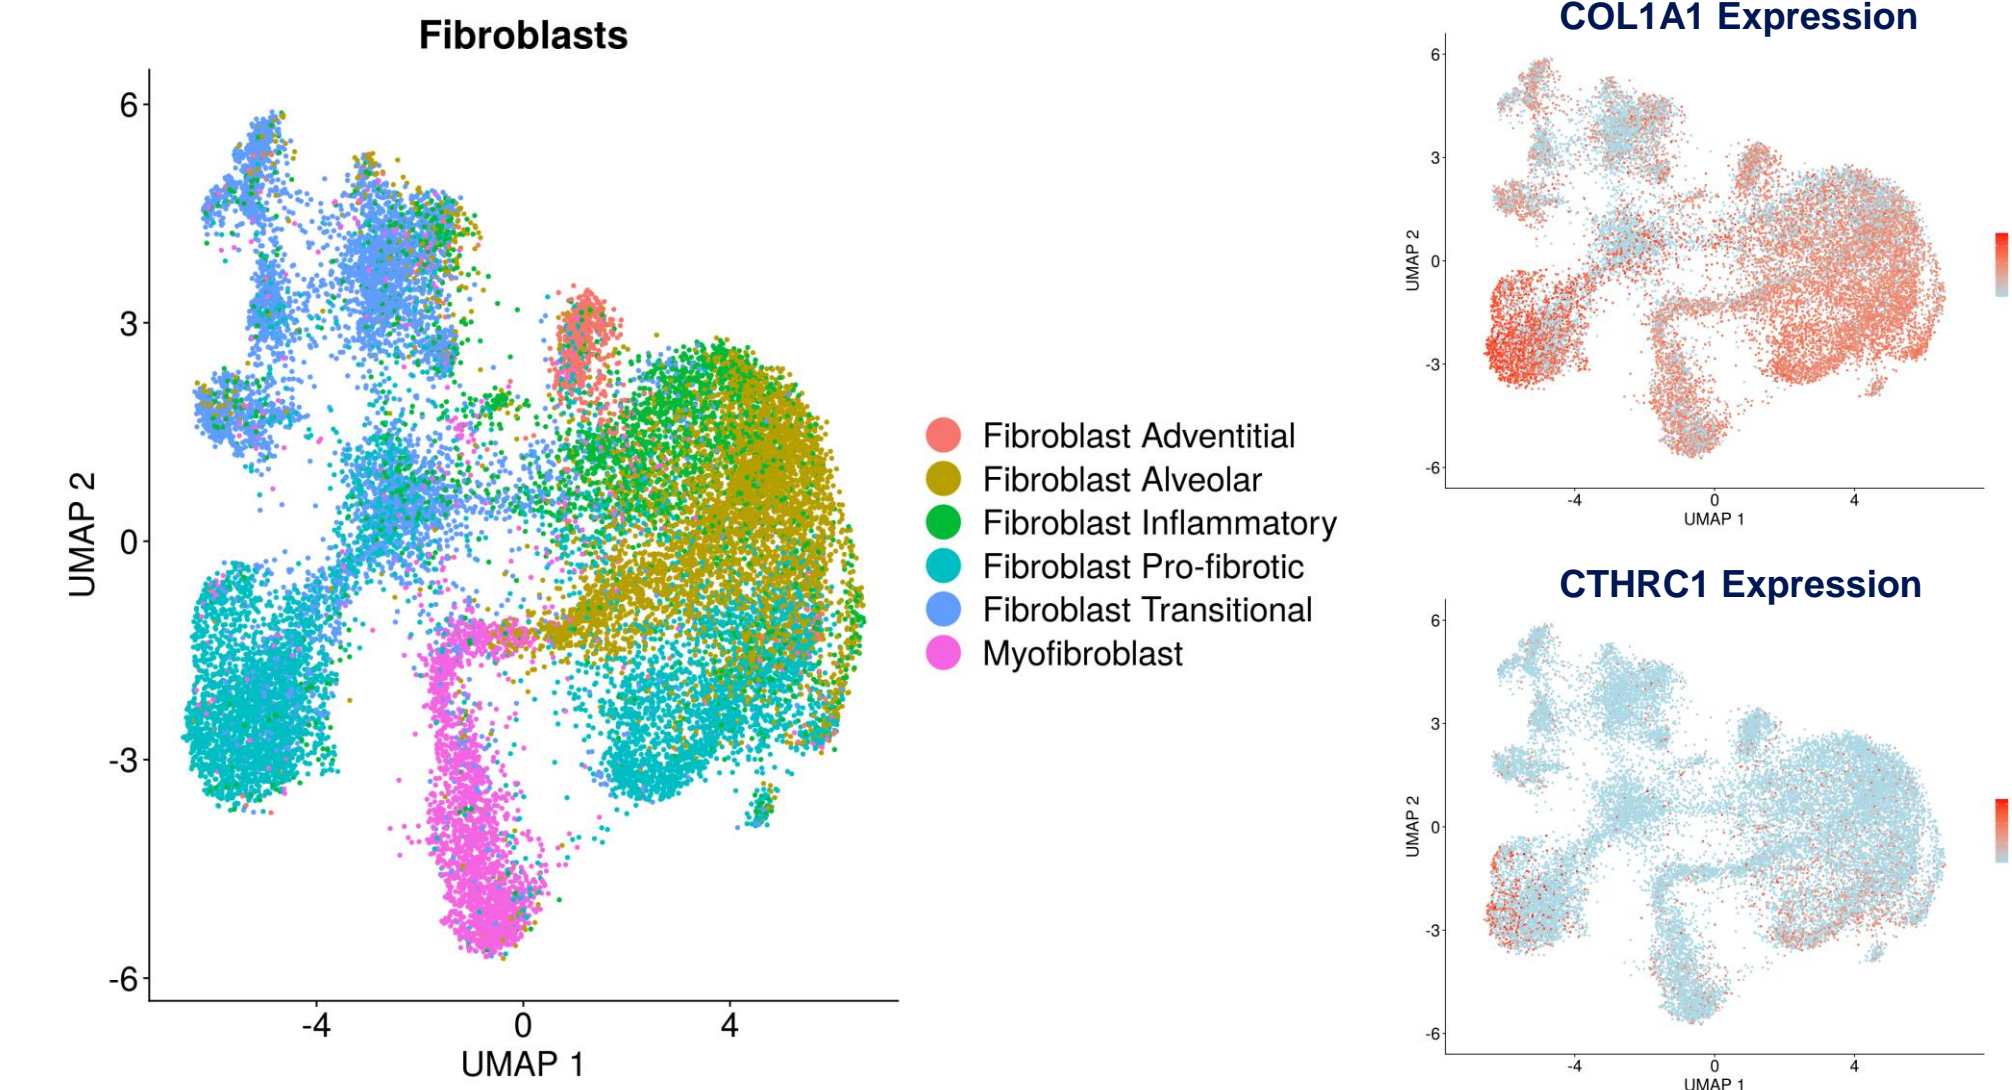 Fibroblasts
6
3
0
-3
-6
UMAP 2
-4 0 4
UMAP 1
Fibroblast Adventitial
Fibroblast Alveolar
Fibroblast Inflammatory
Fibroblast Pro-fibrotic
Fibroblast Transitional
Myofibroblast
COL1A1 Expression
6
3
0
-3
-6
UMAP 2
-4 0 4
UMAP 1
CTHRC1 Expression
6
3
0
-3
-6
UMAP 2
-4 0 4
UMAP 1